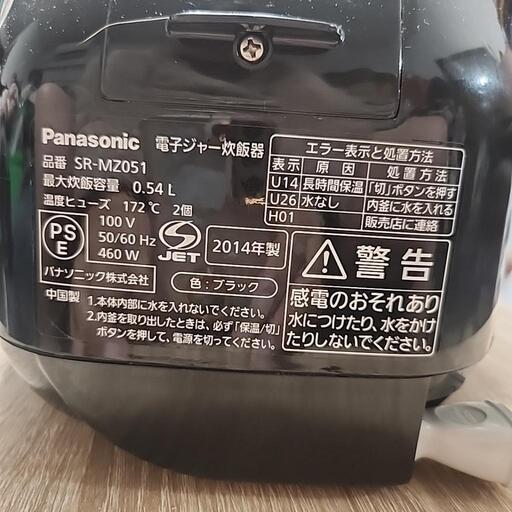 Panasonic 電子ジャー炊飯器
品番 SR-MZ051
最大炊飯容量 0.54 L
温度ヒューズ 172℃ 2個
PSE
100 V
50/60 Hz
460 W
S JET
2014年製
パナソニック株式会社
色：ブラック
中国製
1.本体内部に水を入れないでください。
2.内釜を取り出したときは、必ず「保温/切」
ボタンを押して、電源を切ってください。
エラー表示と処置方法
表示 原因 処置方法
U14 長時間保温 「切」ボタンを押す
U26 水なし 内釜に水を入れる
H01 販売店に連絡
警告
感電のおそれあり
水につけたり、水をかけ
たりしないでください。